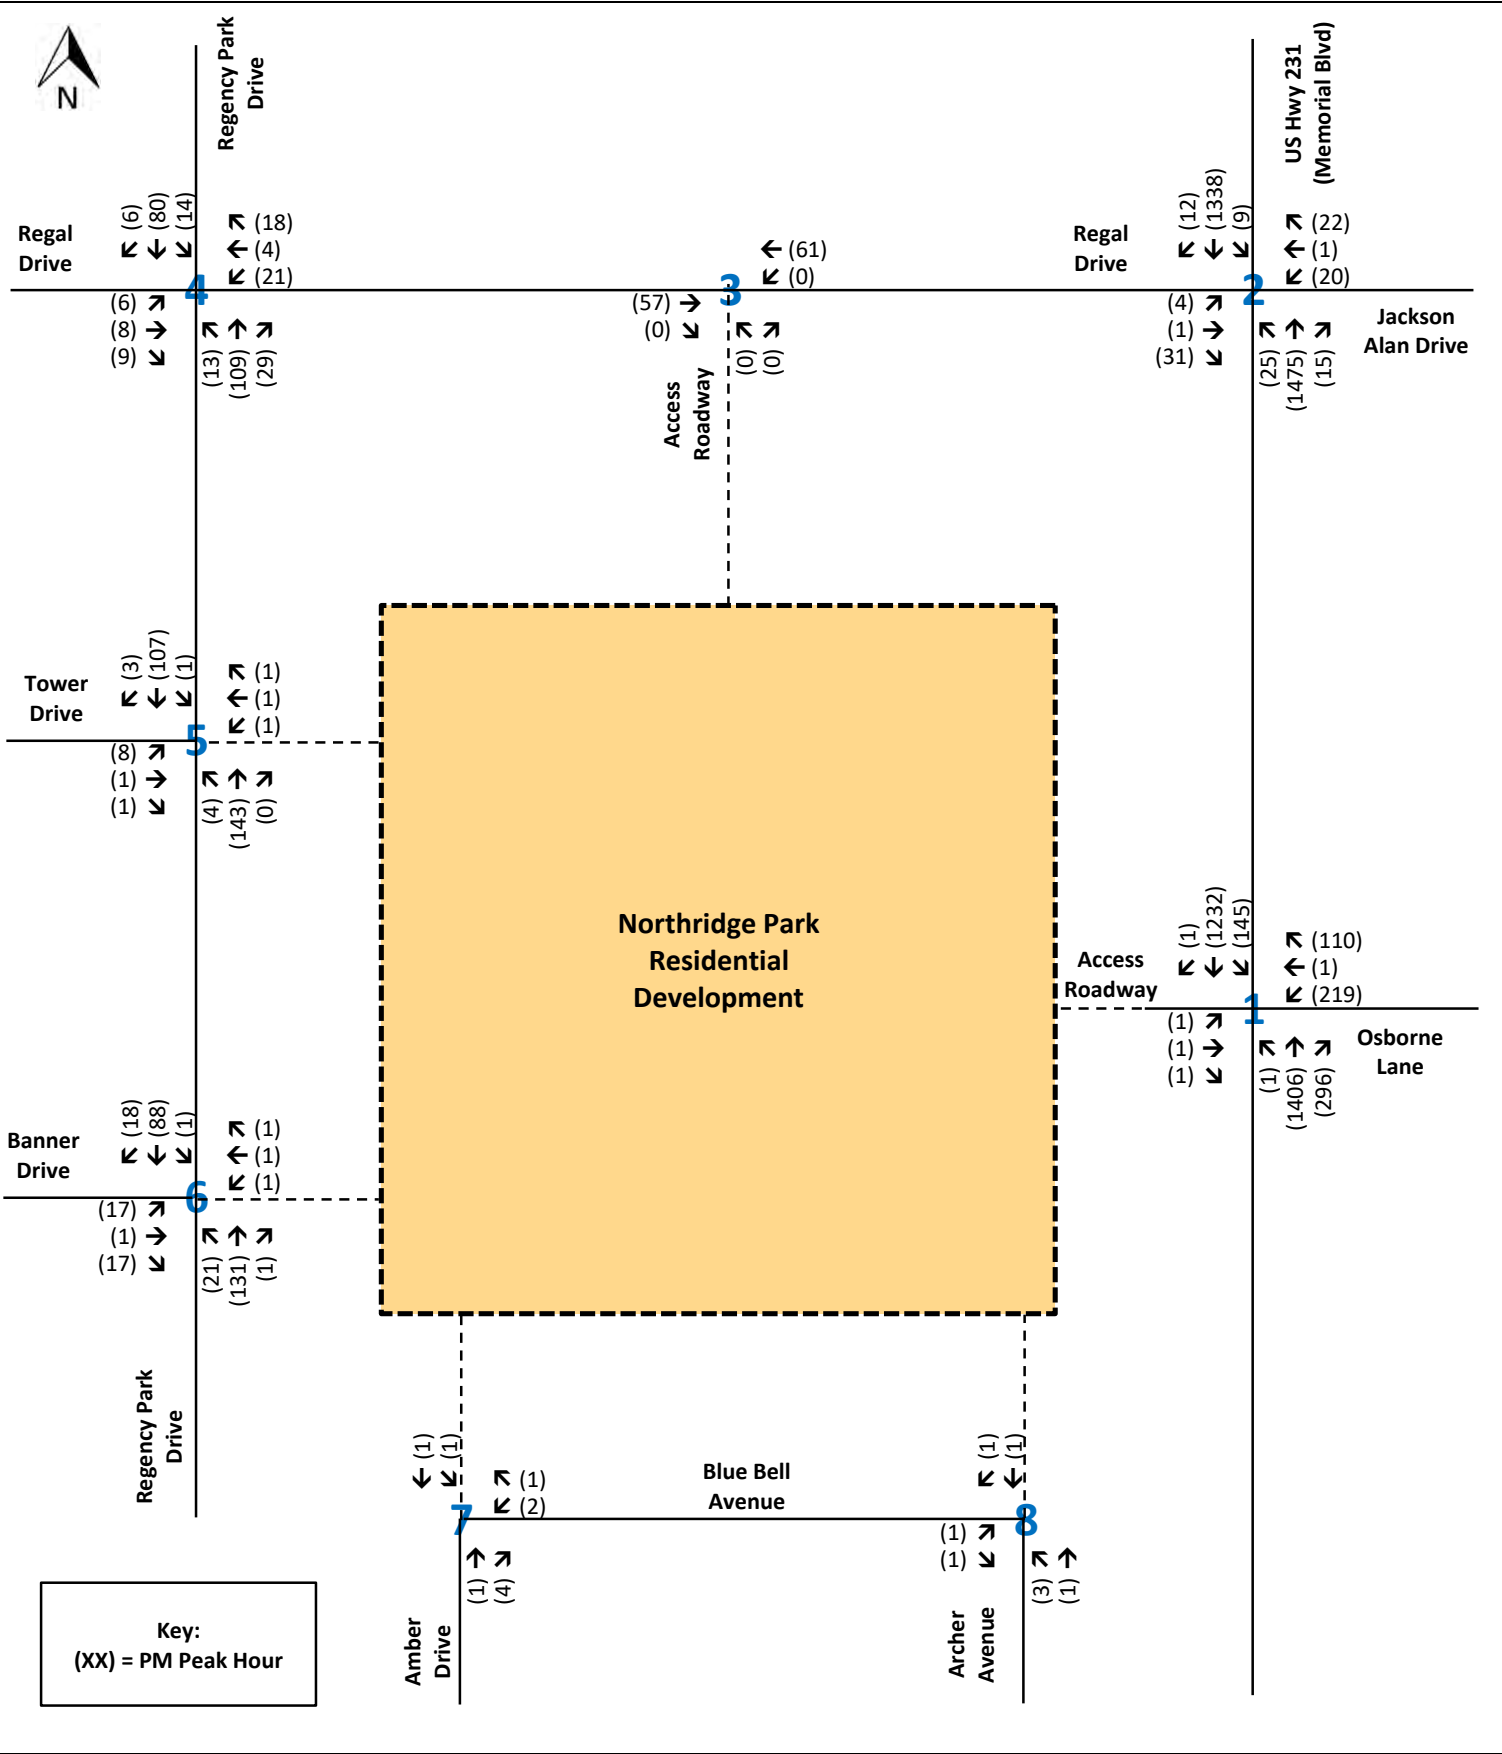 N
Regency Park
Drive
US Hwy 231
(Memorial Blvd)
Regal
Drive
(6)
(80)
(14)
(18)
(4)
(21)
4
(6)
(8)
(9)
(13)
(109)
(29)
(61)
(0)
3
(57)
(0)
(0)
(0)
Access
Roadway
Regal
Drive
(12)
(1338)
(9)
(22)
(1)
(20)
2
(4)
(1)
(31)
(25)
(1475)
(15)
Jackson
Alan Drive
Tower
Drive
(3)
(107)
(1)
(1)
(1)
(1)
5
(8)
(1)
(1)
(4)
(143)
(0)
Northridge Park
Residential
Development
Access
Roadway
(1)
(1232)
(145)
(110)
(1)
(219)
1
(1)
(1)
(1)
(1)
(1406)
(296)
Osborne
Lane
Banner
Drive
(18)
(88)
(1)
(1)
(1)
(1)
6
(17)
(1)
(17)
(21)
(131)
(1)
Regency Park
Drive
(1)
(1)
(1)
(2)
7
(1)
(4)
Amber
Drive
Blue Bell
Avenue
(1)
(1)
8
(1)
(1)
(3)
(1)
Archer
Avenue
Key:
(XX) = PM Peak Hour